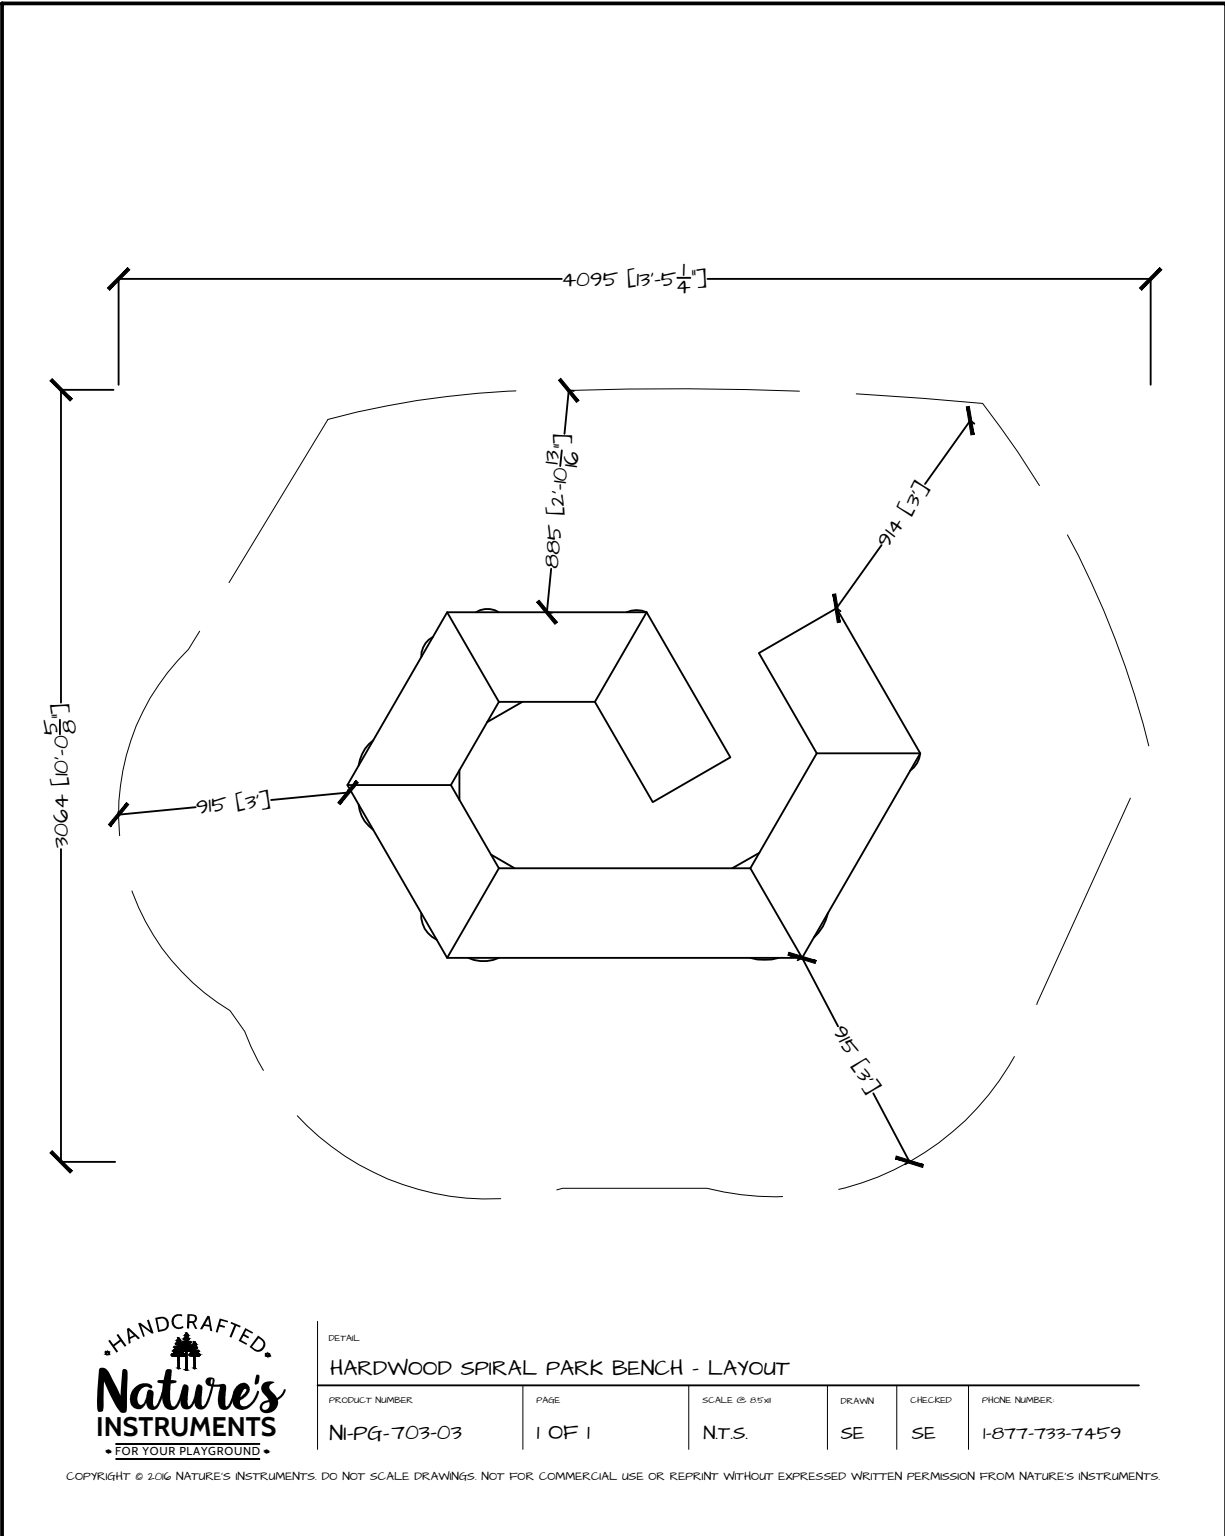 4095 [13'-5 1/4"]
885 [2'-10 13/16"]
914 [3']
3064 [10'-0 5/8"]
915 [3']
915 [3']
HANDCRAFTED
Nature's
INSTRUMENTS
FOR YOUR PLAYGROUND
DETAIL
HARDWOOD SPIRAL PARK BENCH - LAYOUT
PRODUCT NUMBER PAGE SCALE @ 8.5x11 DRAWN CHECKED PHONE NUMBER:
NI-PG-703-03 1 OF 1 N.T.S. SE SE 1-877-733-7459
COPYRIGHT © 2016 NATURE'S INSTRUMENTS. DO NOT SCALE DRAWINGS. NOT FOR COMMERCIAL USE OR REPRINT WITHOUT EXPRESSED WRITTEN PERMISSION FROM NATURE'S INSTRUMENTS.